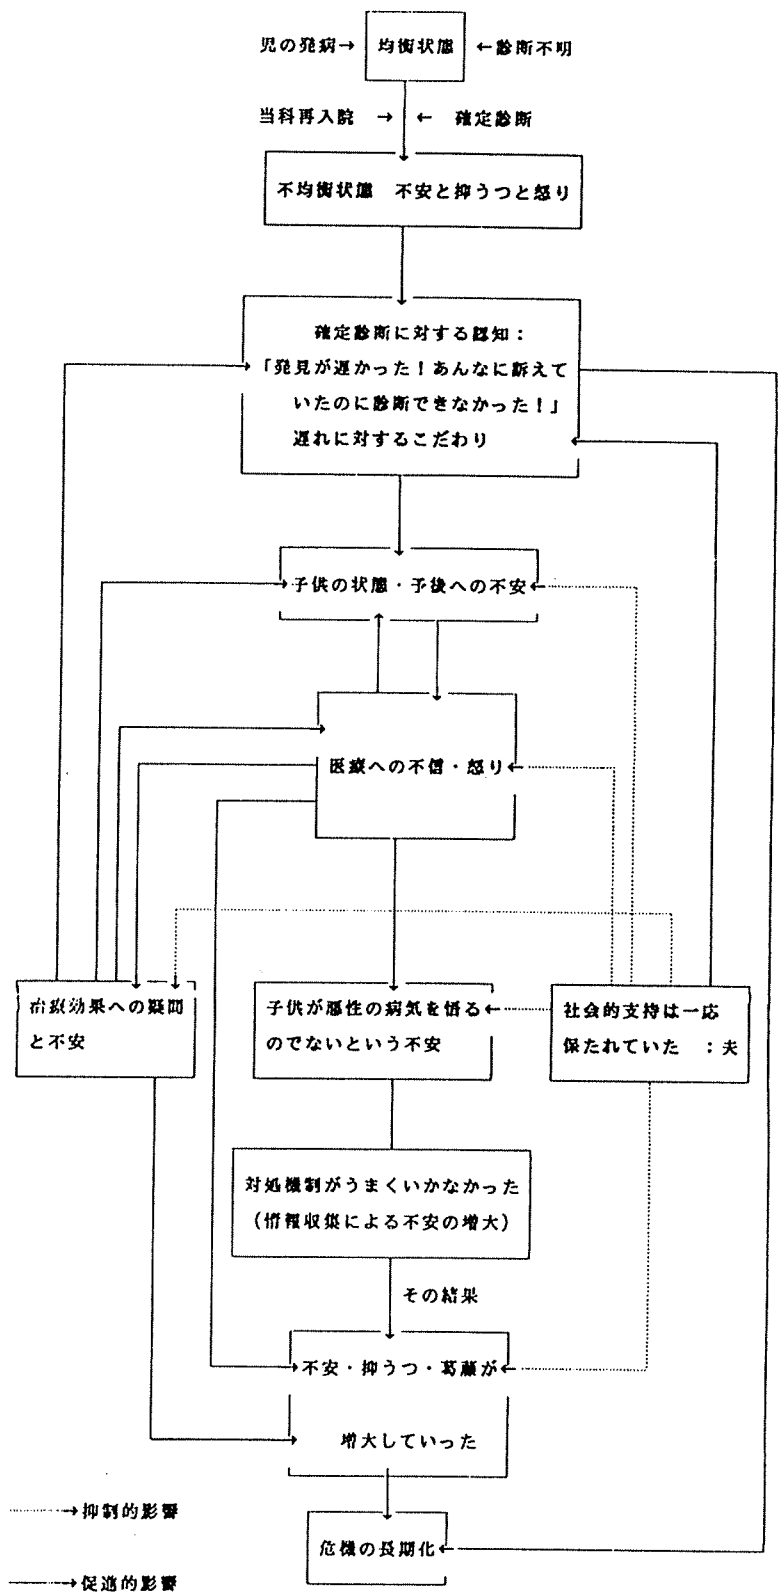 児の発病→ 均衡状態 ←診断不明
当科再入院 →← 確定診断
不均衡状態 不安と抑うつと怒り
確定診断に対する認知：
「発見が遅かった！あんなに訴えて
いたのに診断できなかった！」
遅れに対するこだわり
子供の状態・予後への不安
医療への不信・怒り
治療効果への疑問
と不安
子供が悪性の病気を悟る
のでないという不安
社会的支持は一応
保たれていた ：夫
対処機制がうまくいかなかった
（情報収集による不安の増大）
その結果
不安・抑うつ・葛藤が
増大していった
危機の長期化
┈→抑制的影響
─→促進的影響